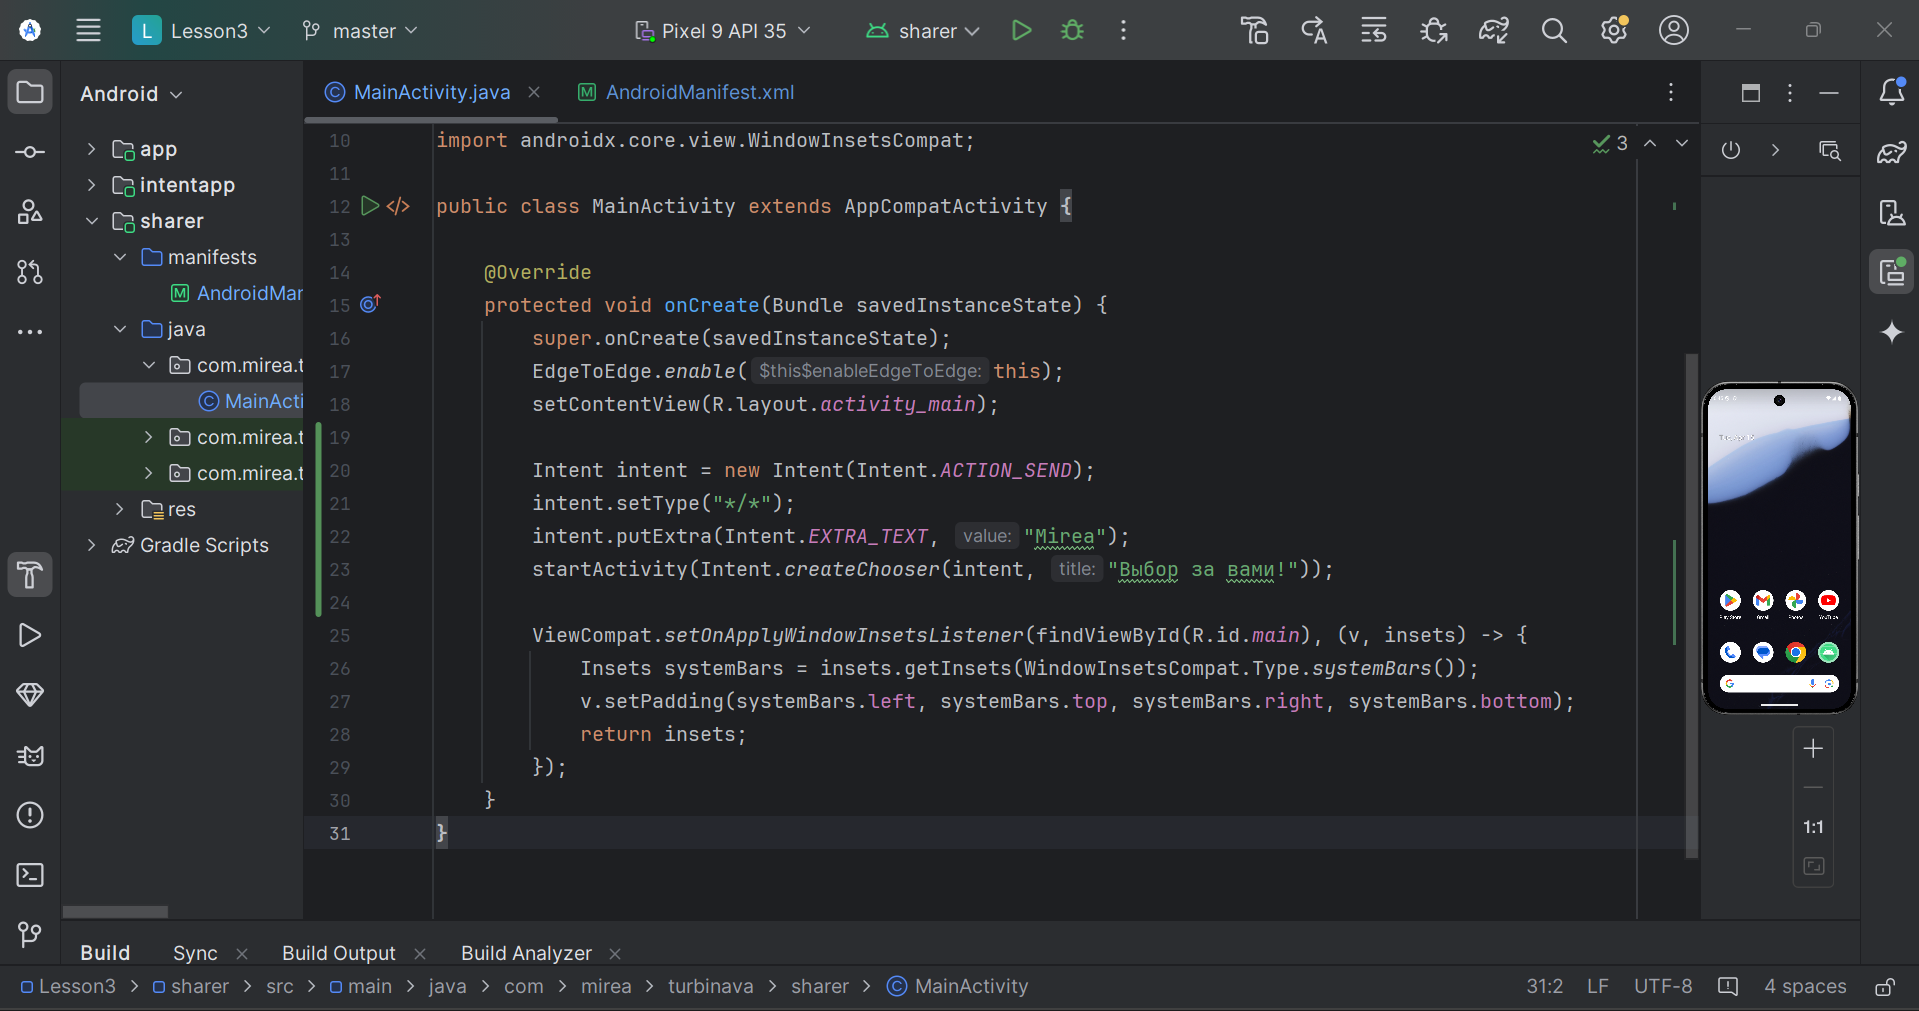 L Lesson3 master Pixel 9 API 35 sharer
Android
MainActivity.java
AndroidManifest.xml
app
intentapp
sharer
manifests
M AndroidMar
java
com.mirea.t
C MainActi
com.mirea.t
com.mirea.t
res
Gradle Scripts
3
10 import androidx.core.view.WindowInsetsCompat;
11
12 public class MainActivity extends AppCompatActivity {
13
14 @Override
15 protected void onCreate(Bundle savedInstanceState) {
16 super.onCreate(savedInstanceState);
17 EdgeToEdge.enable( $this$enableEdgeToEdge: this);
18 setContentView(R.layout.activity_main);
19
20 Intent intent = new Intent(Intent.ACTION_SEND);
21 intent.setType("*/*");
22 intent.putExtra(Intent.EXTRA_TEXT, value: "Mirea");
23 startActivity(Intent.createChooser(intent, title: "Выбор за вами!"));
24
25 ViewCompat.setOnApplyWindowInsetsListener(findViewById(R.id.main), (v, insets) -> {
26 Insets systemBars = insets.getInsets(WindowInsetsCompat.Type.systemBars());
27 v.setPadding(systemBars.left, systemBars.top, systemBars.right, systemBars.bottom);
28 return insets;
29 });
30 }
31 }
Play Store Gmail Photos YouTube
1:1
Build Sync Build Output Build Analyzer
Lesson3 > sharer > src > main > java > com > mirea > turbinava > sharer > MainActivity
31:2 LF UTF-8 4 spaces